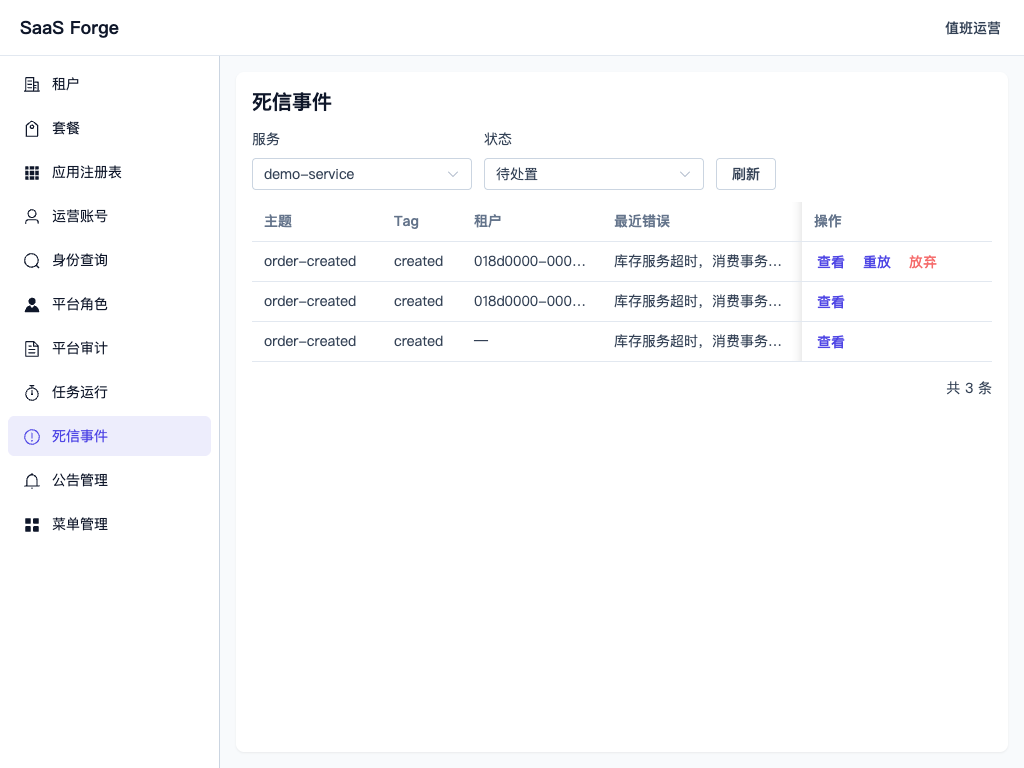 SaaS Forge
值班运营
租户
套餐
应用注册表
运营账号
身份查询
平台角色
平台审计
任务运行
死信事件
公告管理
菜单管理
死信事件
服务
状态
demo-service
待处置
刷新
主题 Tag 租户 最近错误 操作
order-created created 018d0000-000... 库存服务超时，消费事务... 查看 重放 放弃
order-created created 018d0000-000... 库存服务超时，消费事务... 查看
order-created created — 库存服务超时，消费事务... 查看
共 3 条